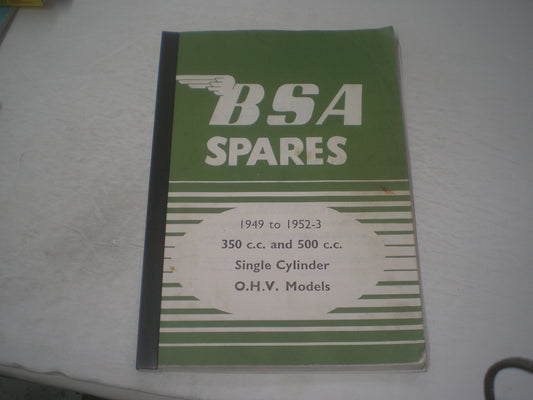 BSA
SPARES
1949 to 1952-3
350 c.c. and 500 c.c.
Single Cylinder
O.H.V. Models